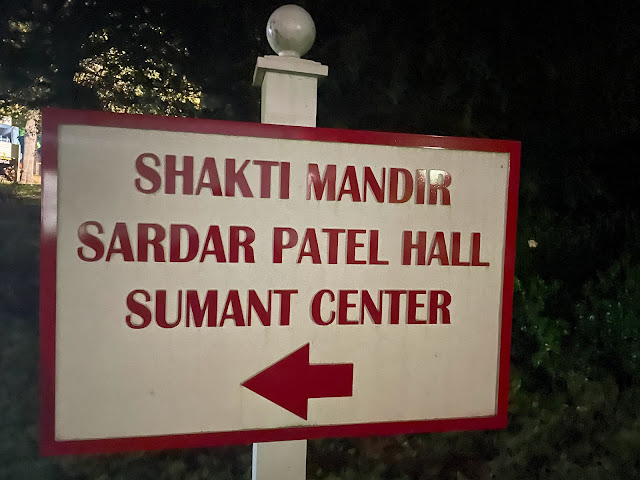 SHAKTI MANDIR
SARDAR PATEL HALL
SUMANT CENTER